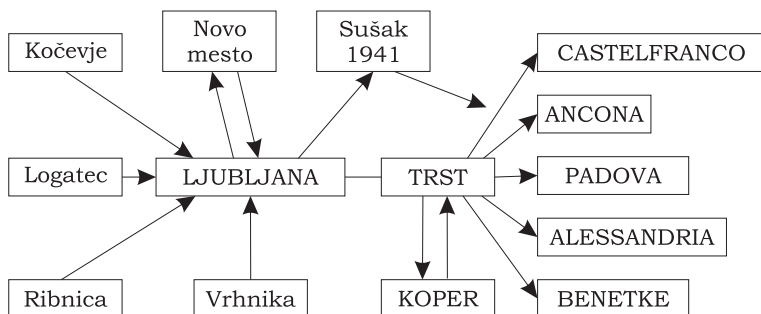 Kočevje
Novo
mesto
Sušak
1941
CASTELFRANCO
ANCONA
Logatec
LJUBLJANA
TRST
PADOVA
ALESSANDRIA
Ribnica
Vrhnika
KOPER
BENETKE